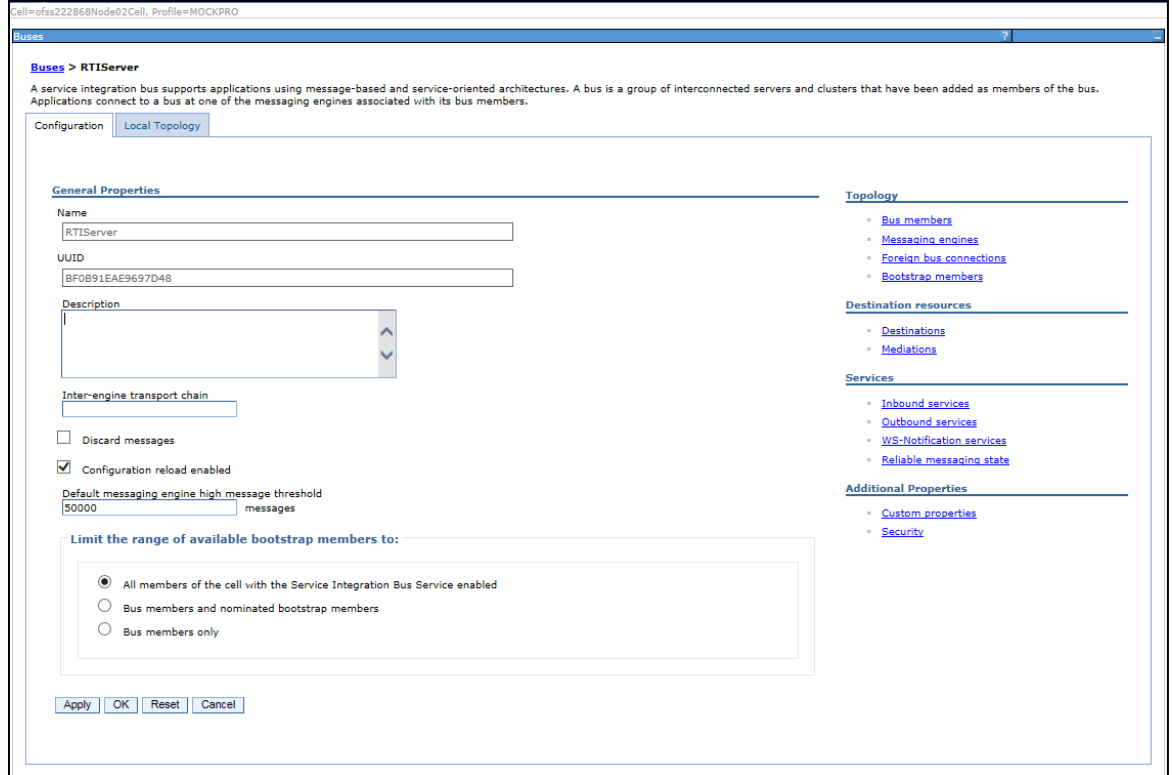 Cell=ofss222868Node02Cell, Profile=MOCKPRO
Buses ? –
Buses > RTIServer
A service integration bus supports applications using message-based and service-oriented architectures. A bus is a group of interconnected servers and clusters that have been added as members of the bus.
Applications connect to a bus at one of the messaging engines associated with its bus members.
Configuration Local Topology
General Properties
Name
RTIServer
UUID
BF0B91EAE9697D48
Description
Inter-engine transport chain
Discard messages
Configuration reload enabled
Default messaging engine high message threshold
50000 messages
Limit the range of available bootstrap members to:
All members of the cell with the Service Integration Bus Service enabled
Bus members and nominated bootstrap members
Bus members only
Apply OK Reset Cancel
Topology
Bus members
Messaging engines
Foreign bus connections
Bootstrap members
Destination resources
Destinations
Mediations
Services
Inbound services
Outbound services
WS-Notification services
Reliable messaging state
Additional Properties
Custom properties
Security